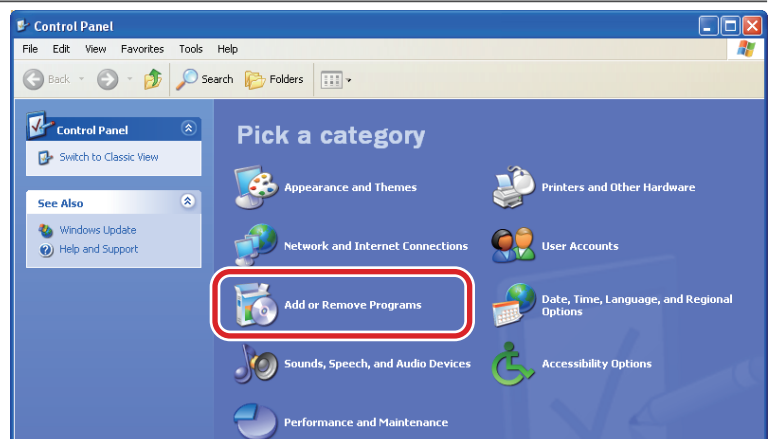 Control Panel
File Edit View Favorites Tools Help
Back Search Folders
Control Panel
Switch to Classic View
See Also
Windows Update
Help and Support
Pick a category
Appearance and Themes
Printers and Other Hardware
Network and Internet Connections
User Accounts
Add or Remove Programs
Date, Time, Language, and Regional
Options
Sounds, Speech, and Audio Devices
Accessibility Options
Performance and Maintenance